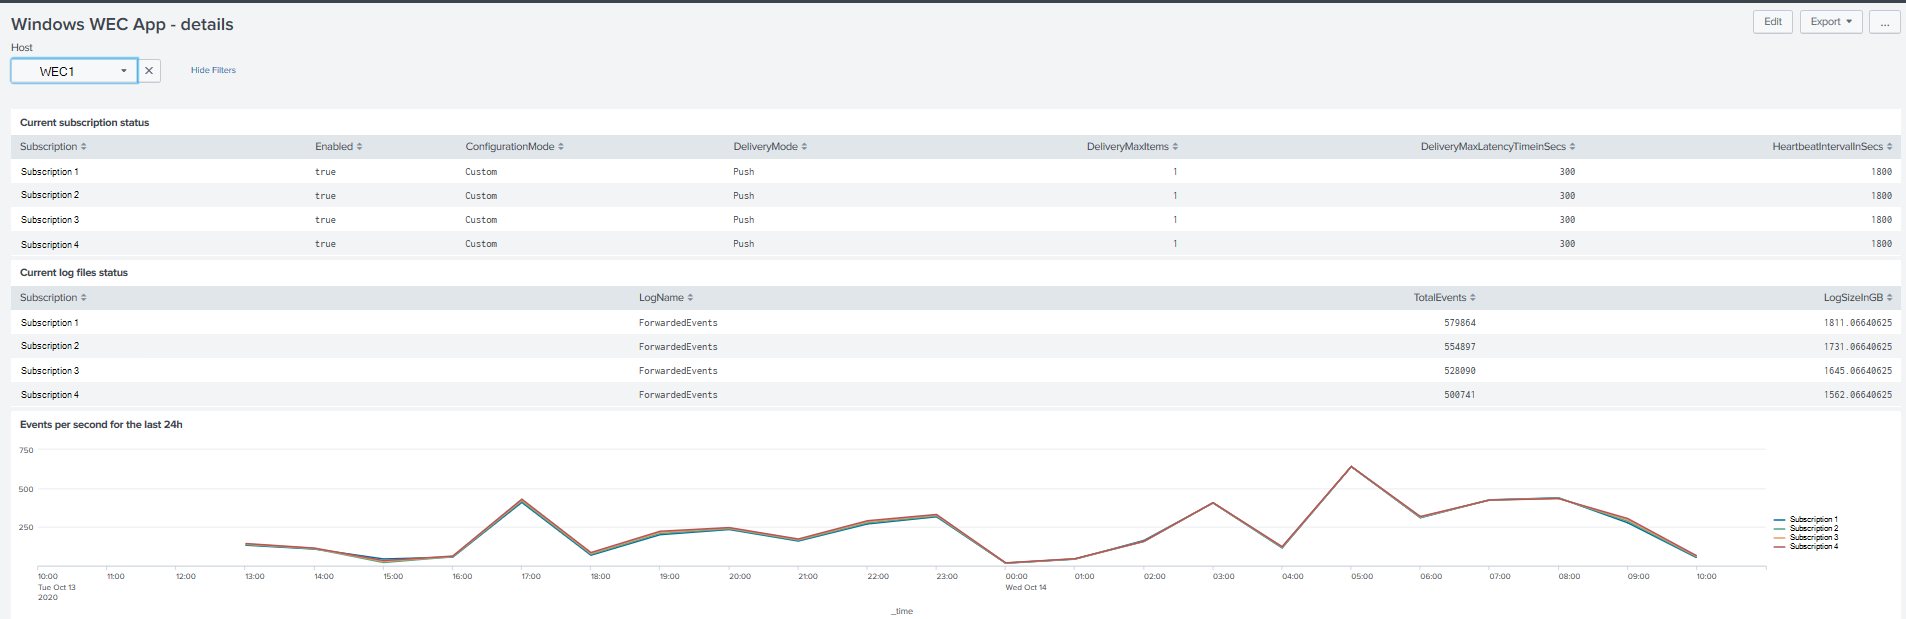 Windows WEC App - details
Edit Export ...
Host
WEC1 Hide Filters
Current subscription status
Subscription Enabled ConfigurationMode DeliveryMode DeliveryMaxItems DeliveryMaxLatencyTimeinSecs HeartbeatIntervalInSecs
Subscription 1 true Custom Push 1 300 1800
Subscription 2 true Custom Push 1 300 1800
Subscription 3 true Custom Push 1 300 1800
Subscription 4 true Custom Push 1 300 1800
Current log files status
Subscription LogName TotalEvents LogSizeInGB
Subscription 1 ForwardedEvents 579864 1811.06640625
Subscription 2 ForwardedEvents 554897 1731.06640625
Subscription 3 ForwardedEvents 528090 1645.06640625
Subscription 4 ForwardedEvents 500741 1562.06640625
Events per second for the last 24h
750
500
250
Subscription 1
Subscription 2
Subscription 3
Subscription 4
10:00 11:00 12:00 13:00 14:00 15:00 16:00 17:00 18:00 19:00 20:00 21:00 22:00 23:00 00:00 01:00 02:00 03:00 04:00 05:00 06:00 07:00 08:00 09:00 10:00
Tue Oct 13 Wed Oct 14
2020
_time